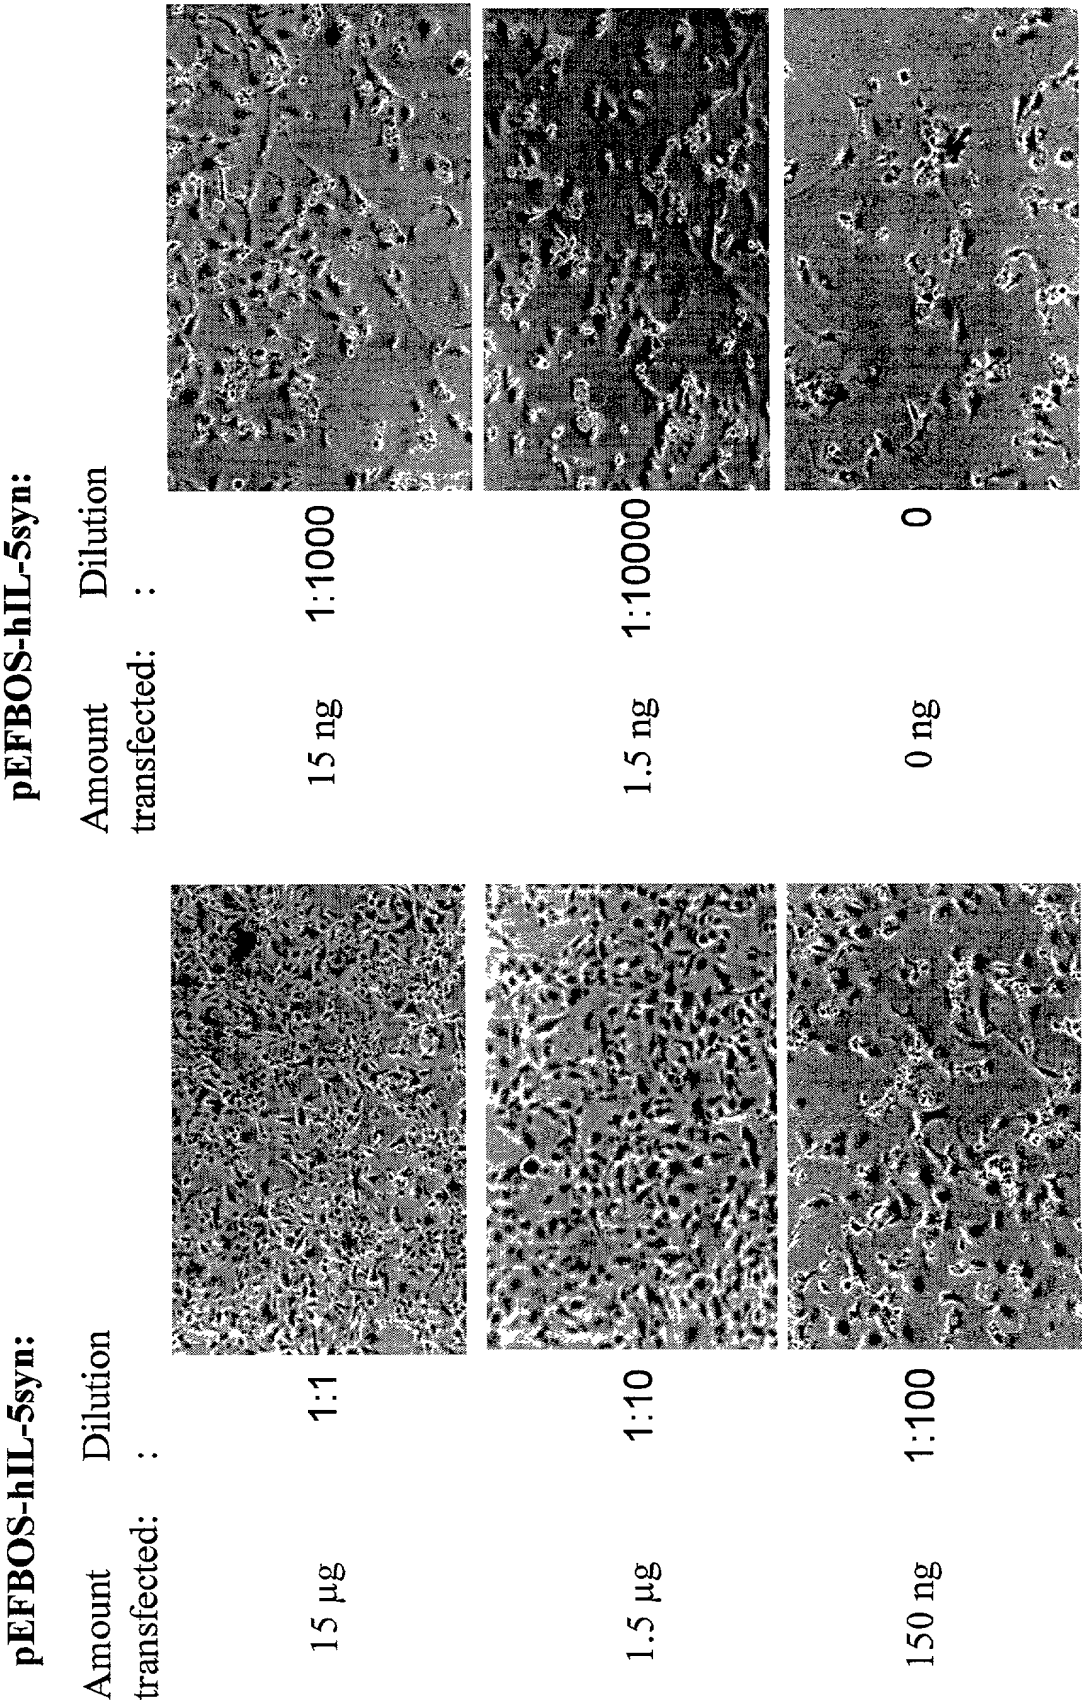 pEFBOS-hIL-5syn:
Amount Dilution
transfected: :
15 µg 1:1
1.5 µg 1:10
150 ng 1:100
pEFBOS-hIL-5syn:
Amount Dilution
transfected: :
15 ng 1:1000
1.5 ng 1:10000
0 ng 0